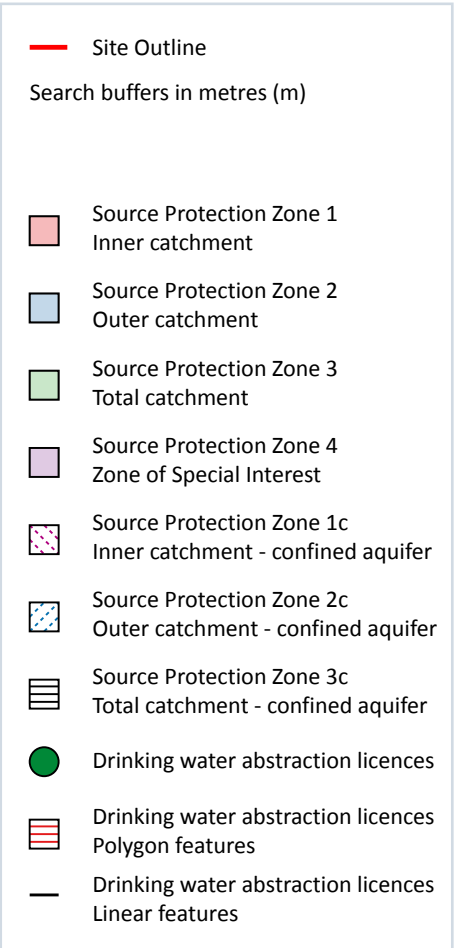 Site Outline
Search buffers in metres (m)
Source Protection Zone 1
Inner catchment
Source Protection Zone 2
Outer catchment
Source Protection Zone 3
Total catchment
Source Protection Zone 4
Zone of Special Interest
Source Protection Zone 1c
Inner catchment - confined aquifer
Source Protection Zone 2c
Outer catchment - confined aquifer
Source Protection Zone 3c
Total catchment - confined aquifer
Drinking water abstraction licences
Drinking water abstraction licences
Polygon features
Drinking water abstraction licences
Linear features